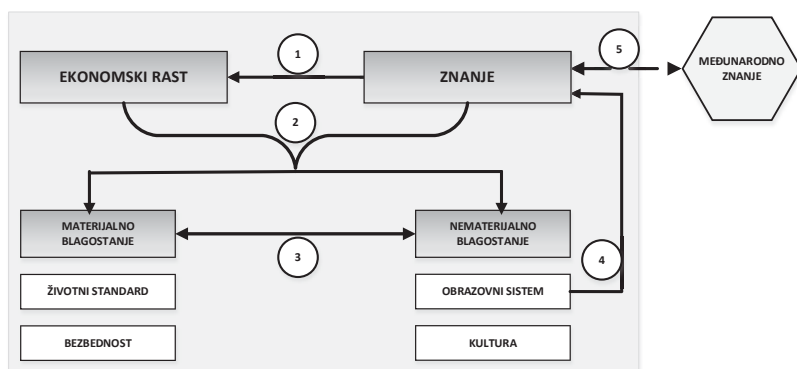 1
5
EKONOMSKI RAST
ZNANJE
MEĐUNARODNO
ZNANJE
2
MATERIJALNO
BLAGOSTANJE
NEMATERIJALNO
BLAGOSTANJE
3
4
ŽIVOTNI STANDARD
OBRAZOVNI SISTEM
BEZBEDNOST
KULTURA